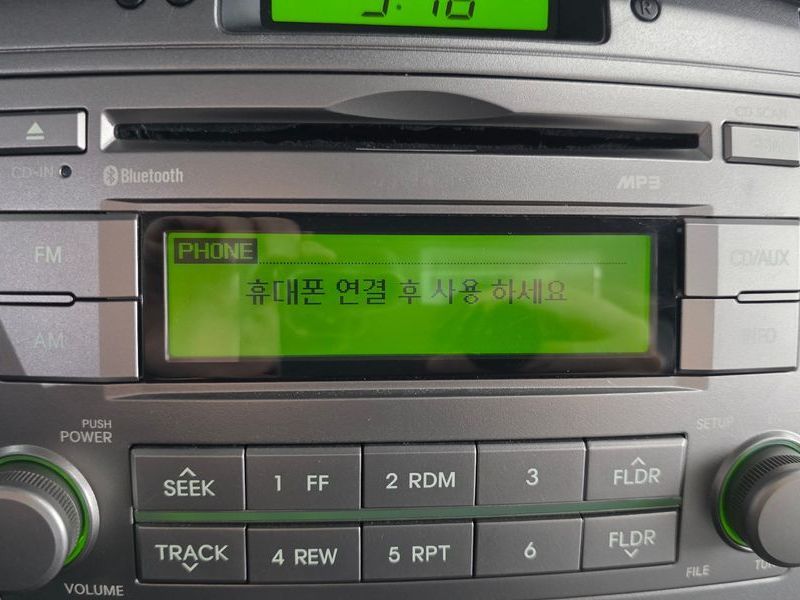 CD SCAN
CD-IN
Bluetooth
MP3
PHONE
휴대폰 연결 후 사용 하세요
FM
CD/AUX
AM
INFO
PUSH
POWER
SETUP
SEEK
1 FF
2 RDM
3
FLDR
TRACK
4 REW
5 RPT
6
FLDR
VOLUME
FILE